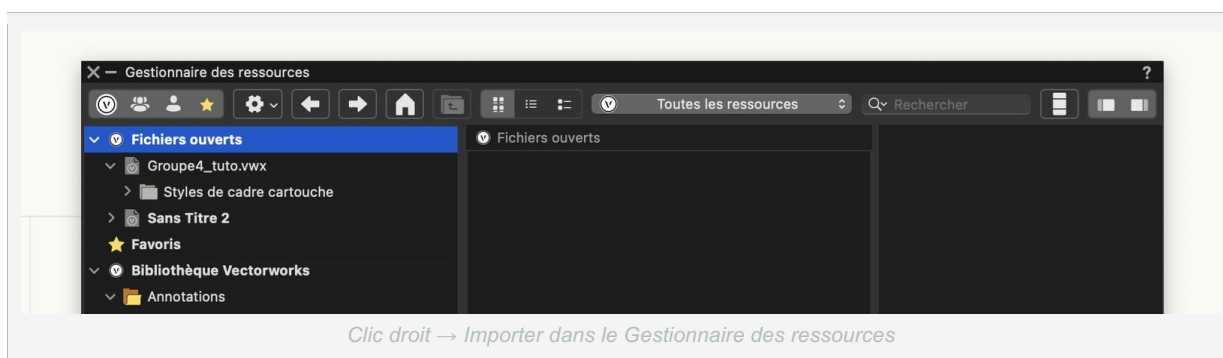 Gestionnaire des ressources
?
Toutes les ressources
Rechercher
Fichiers ouverts
Fichiers ouverts
Groupe4_tuto.vwx
Styles de cadre cartouche
Sans Titre 2
Favoris
Bibliothèque Vectorworks
Annotations
Clic droit → Importer dans le Gestionnaire des ressources